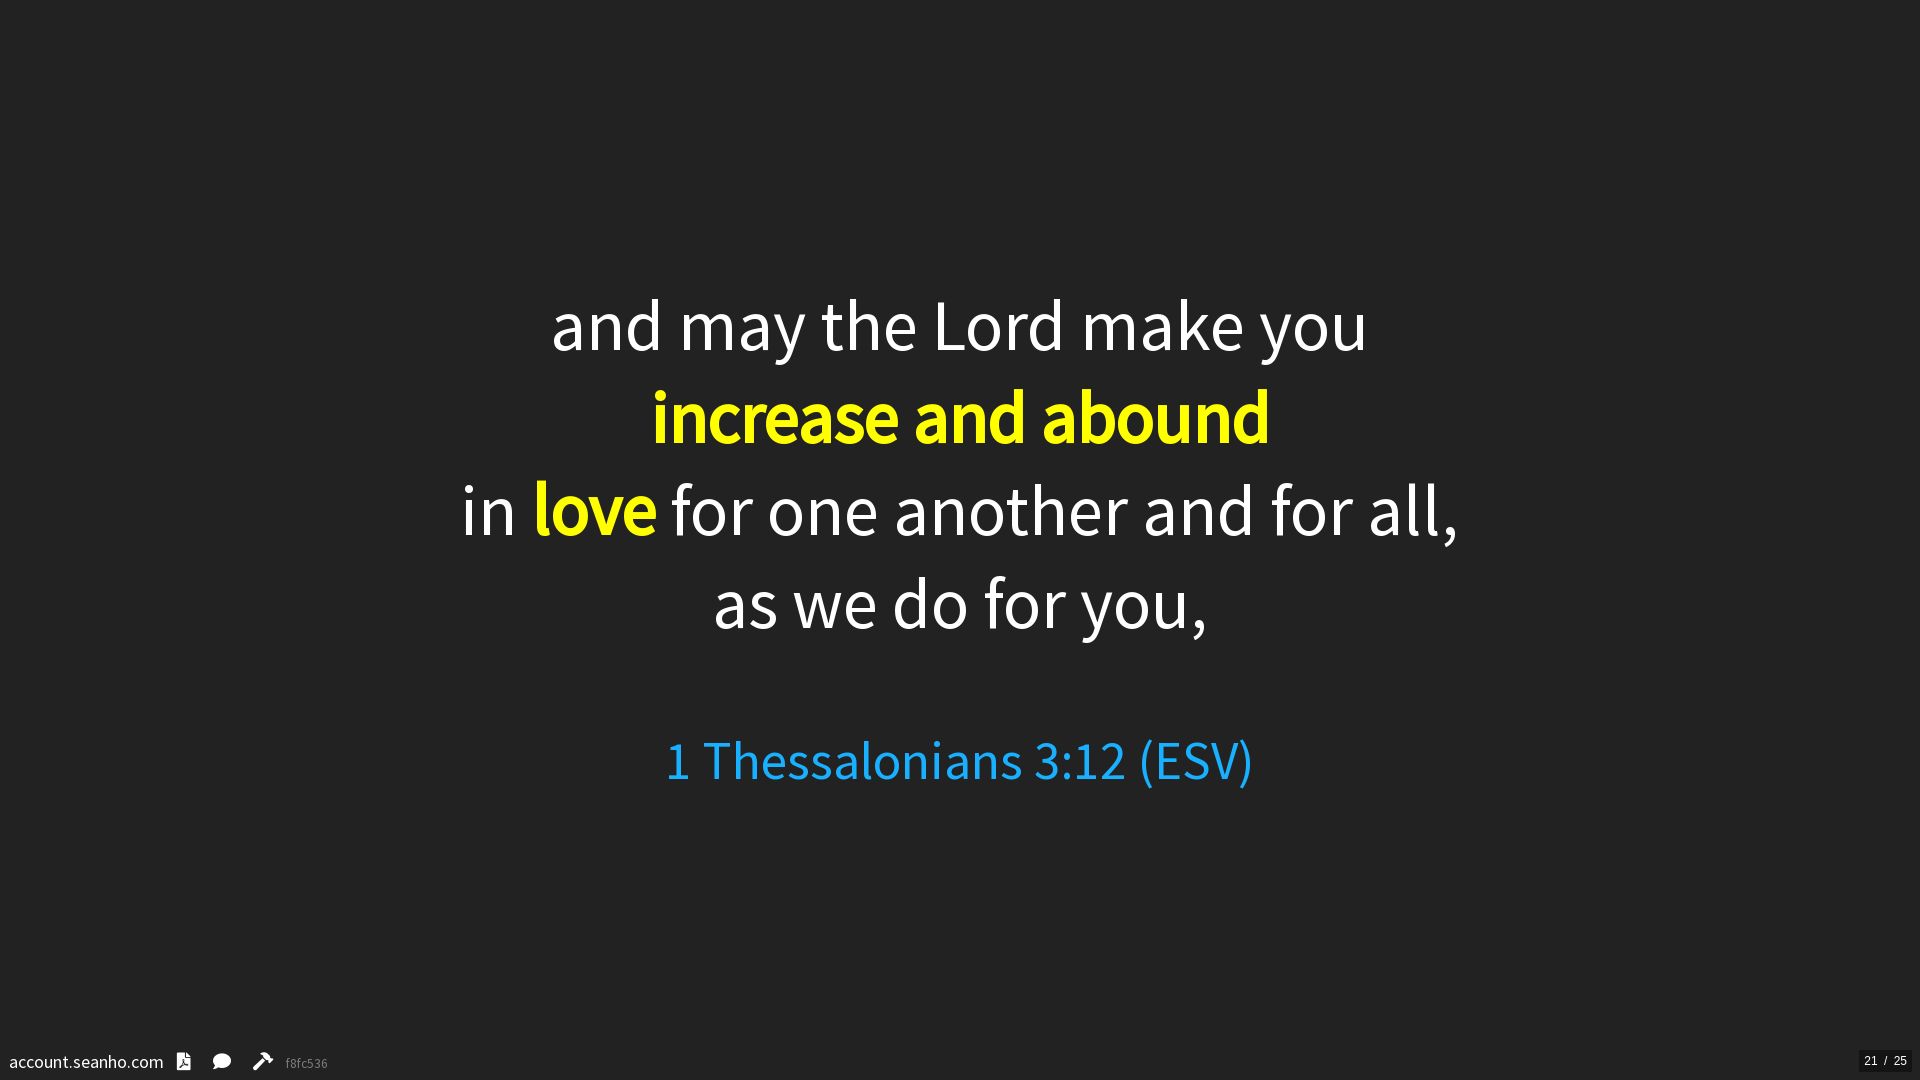 and may the Lord make you
increase and abound
in love for one another and for all,
as we do for you,
1 Thessalonians 3:12 (ESV)
account.seanho.com f8fc536
21 / 25